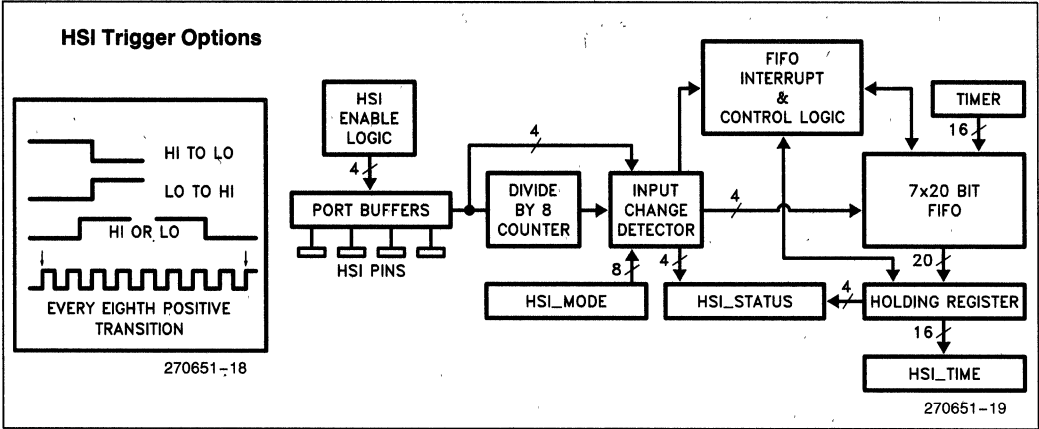 HSI Trigger Options
HI TO LO
LO TO HI
HI OR LO
EVERY EIGHTH POSITIVE
TRANSITION
270651-18
HSI
ENABLE
LOGIC
4
PORT BUFFERS
HSI PINS
4
DIVIDE
BY 8
COUNTER
INPUT
CHANGE
DETECTOR
8
HSI_MODE
4
HSI_STATUS
4
FIFO
INTERRUPT
&
CONTROL LOGIC
TIMER
16
7x20 BIT
FIFO
20
4
HOLDING REGISTER
16
HSI_TIME
270651-19